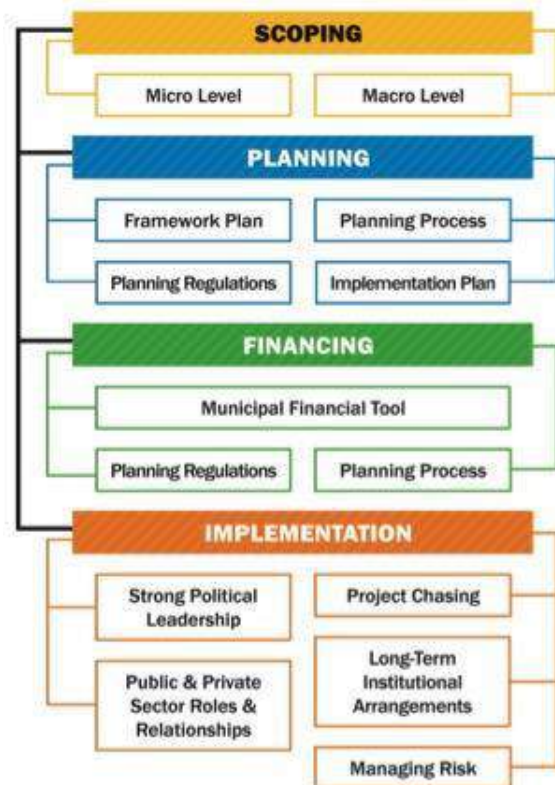 SCOPING
Micro Level
Macro Level
PLANNING
Framework Plan
Planning Process
Planning Regulations
Implementation Plan
FINANCING
Municipal Financial Tool
Planning Regulations
Planning Process
IMPLEMENTATION
Strong Political
Leadership
Project Chasing
Public & Private
Sector Roles &
Relationships
Long-Term
Institutional
Arrangements
Managing Risk